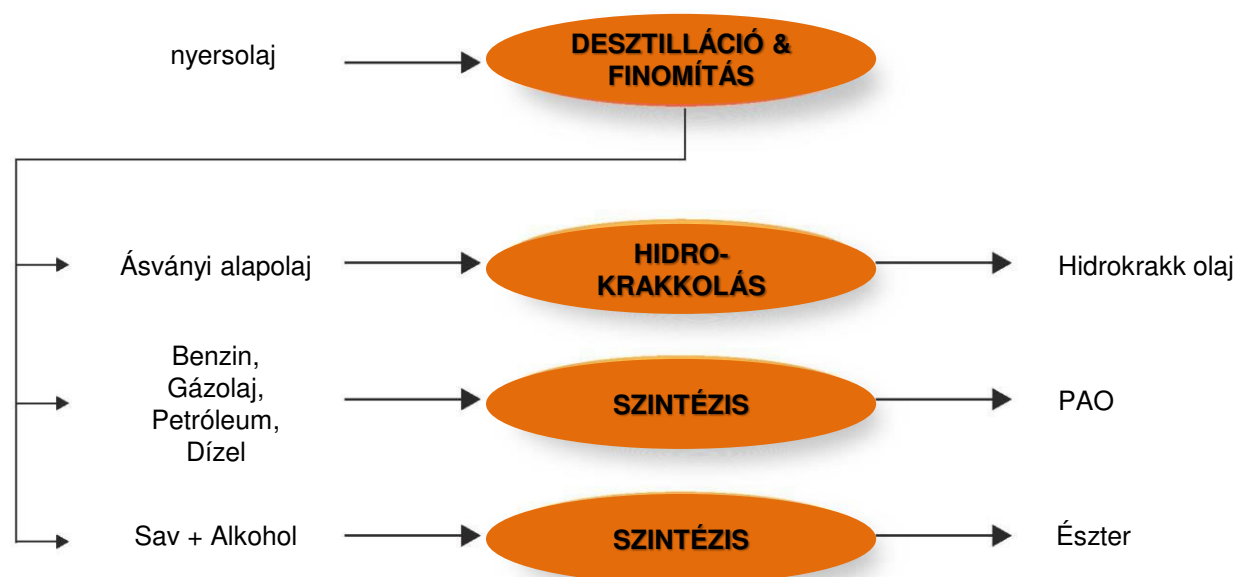 nyersolaj
DESZTILLÁCIÓ &
FINOMÍTÁS
Ásványi alapolaj
HIDRO-
KRAKKOLÁS
Hidrokrakk olaj
Benzin,
Gázolaj,
Petróleum,
Dízel
SZINTÉZIS
PAO
Sav + Alkohol
SZINTÉZIS
Észter